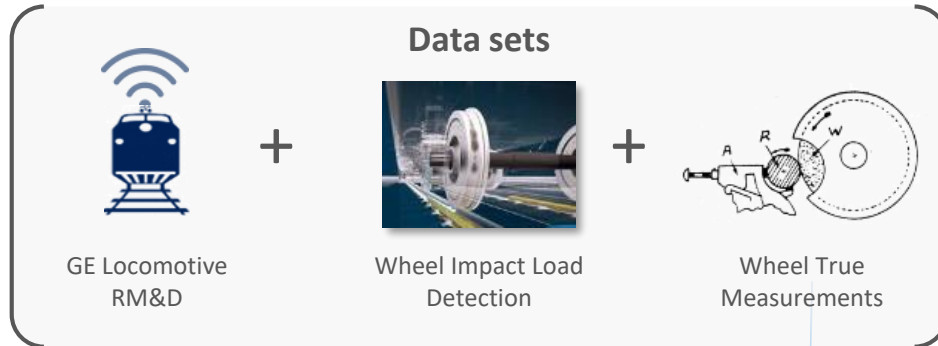 Data sets
+
+
A
R
W
GE Locomotive
RM&D
Wheel Impact Load
Detection
Wheel True
Measurements